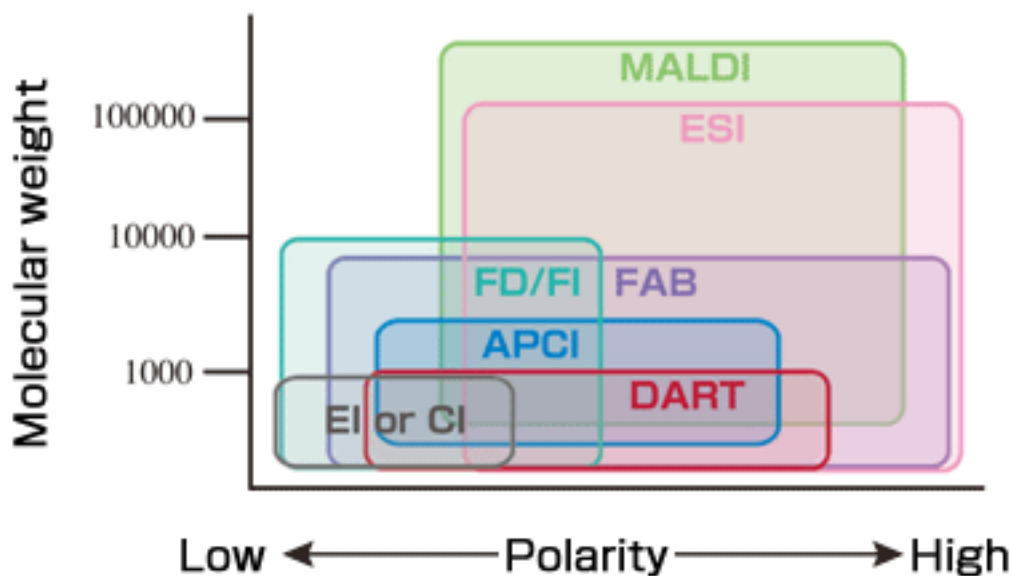 Molecular weight
100000
10000
1000
MALDI
ESI
FD/FI
FAB
APCI
DART
EI or CI
Low
Polarity
High